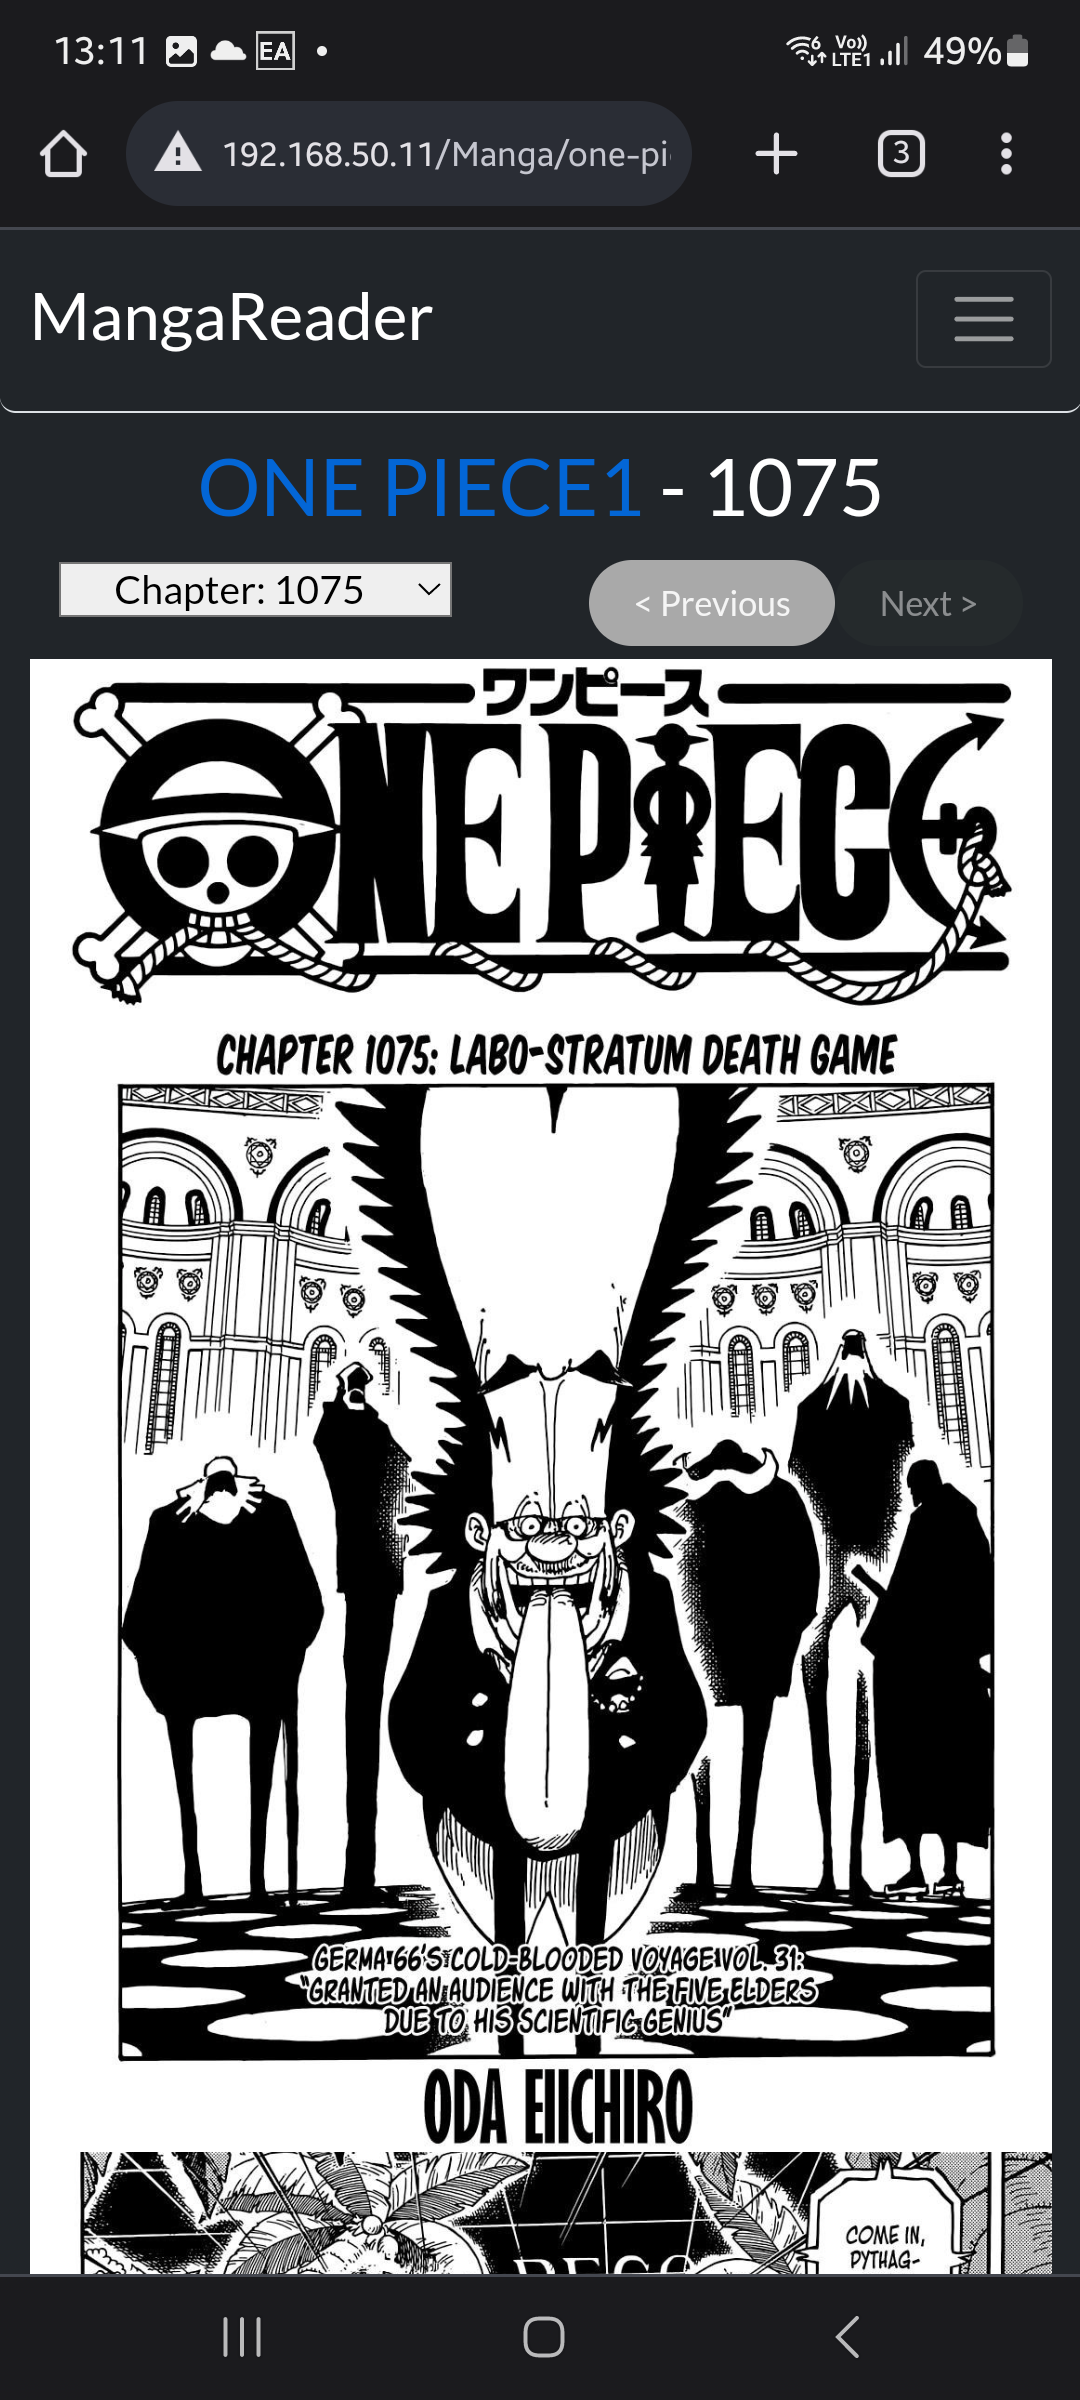 13:11 EA
6 Vo)) LTE1 49%
192.168.50.11/Manga/one-pi
3
MangaReader
ONE PIECE1 - 1075
Chapter: 1075
< Previous
Next >
ワンピース
ONE PIECE
CHAPTER 1075: LABO-STRATUM DEATH GAME
GERMA 66'S COLD-BLOODED VOYAGE VOL. 31:
"GRANTED AN AUDIENCE WITH THE FIVE ELDERS
DUE TO HIS SCIENTIFIC GENIUS"
ODA EIICHIRO
COME IN,
PYTHAG-